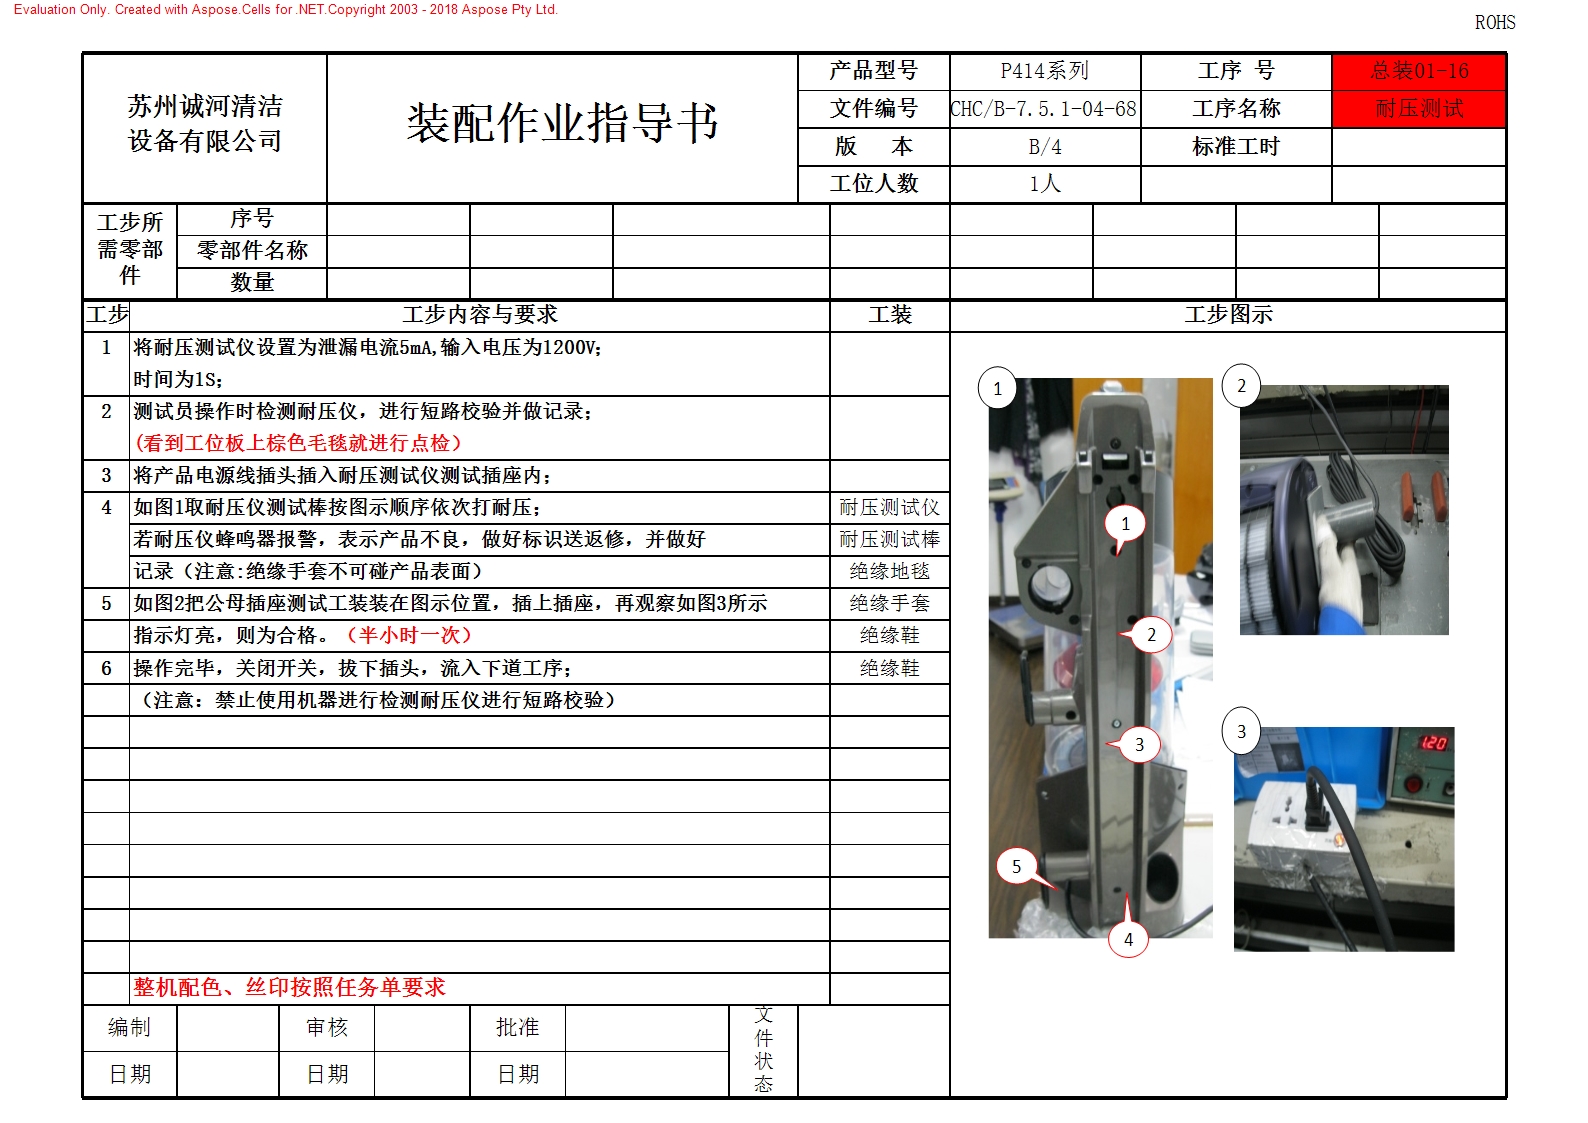 Evaluation Only. Created with Aspose.Cells for .NET.Copyright 2003 - 2018 Aspose Pty Ltd.
ROHS
苏州诚河清洁
设备有限公司
装配作业指导书
产品型号 P414系列 工序 号 总装01-16
文件编号 CHC/B-7.5.1-04-68 工序名称 耐压测试
版 本 B/4 标准工时
工位人数 1人
工步所
需零部
件
序号
零部件名称
数量
工步 工步内容与要求 工装 工步图示
1 将耐压测试仪设置为泄漏电流5mA,输入电压为1200V;
时间为1S;
2 测试员操作时检测耐压仪，进行短路校验并做记录;
(看到工位板上棕色毛毯就进行点检）
3 将产品电源线插头插入耐压测试仪测试插座内;
4 如图1取耐压仪测试棒按图示顺序依次打耐压; 耐压测试仪
若耐压仪蜂鸣器报警，表示产品不良，做好标识送返修，并做好 耐压测试棒
记录（注意:绝缘手套不可碰产品表面） 绝缘地毯
5 如图2把公母插座测试工装装在图示位置，插上插座，再观察如图3所示 绝缘手套
指示灯亮，则为合格。（半小时一次） 绝缘鞋
6 操作完毕，关闭开关，拔下插头，流入下道工序; 绝缘鞋
（注意：禁止使用机器进行检测耐压仪进行短路校验）
整机配色、丝印按照任务单要求
1
2
3
1
2
3
5
4
120
编制 审核 批准
日期 日期 日期
文
件
状
态